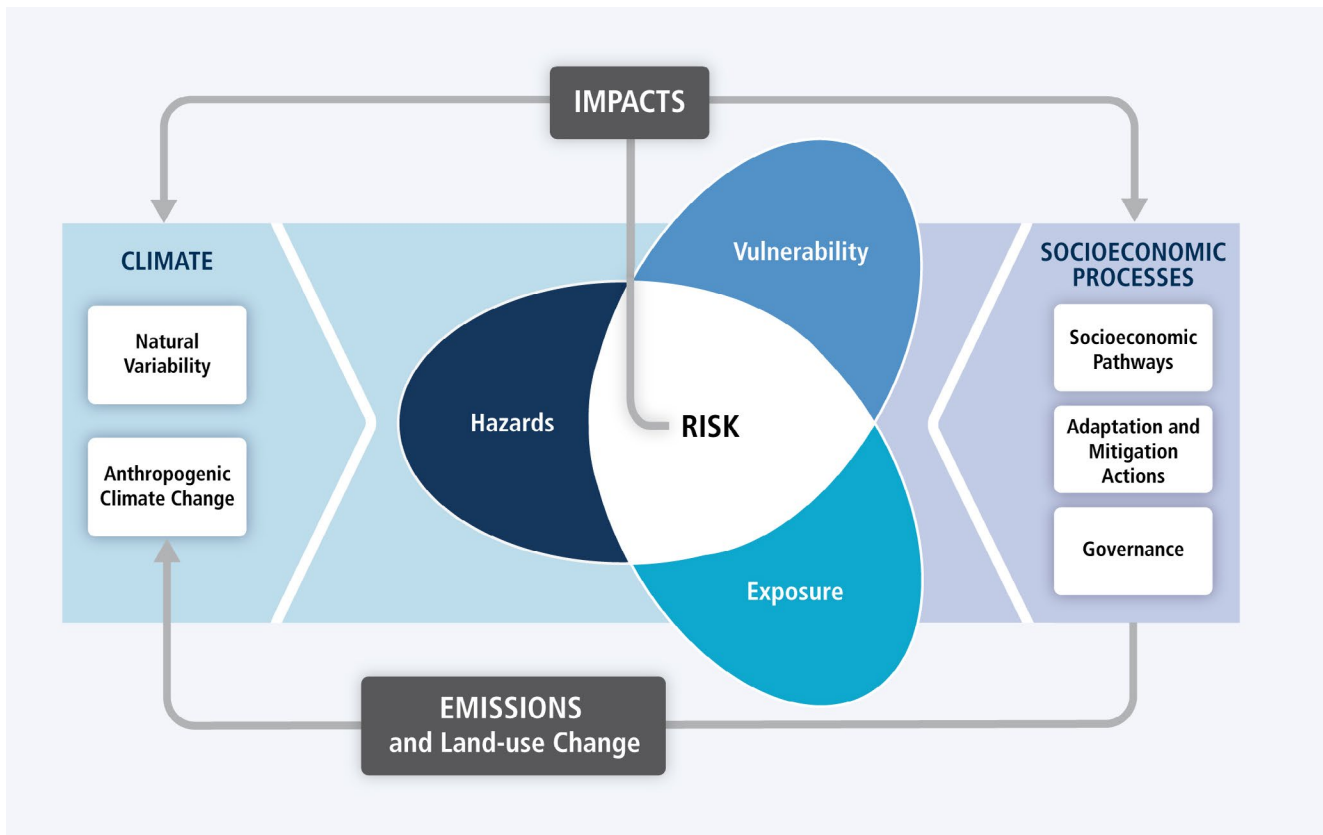 IMPACTS
CLIMATE
Natural
Variability
Anthropogenic
Climate Change
Vulnerability
Hazards
RISK
Exposure
SOCIOECONOMIC
PROCESSES
Socioeconomic
Pathways
Adaptation and
Mitigation
Actions
Governance
EMISSIONS
and Land-use Change